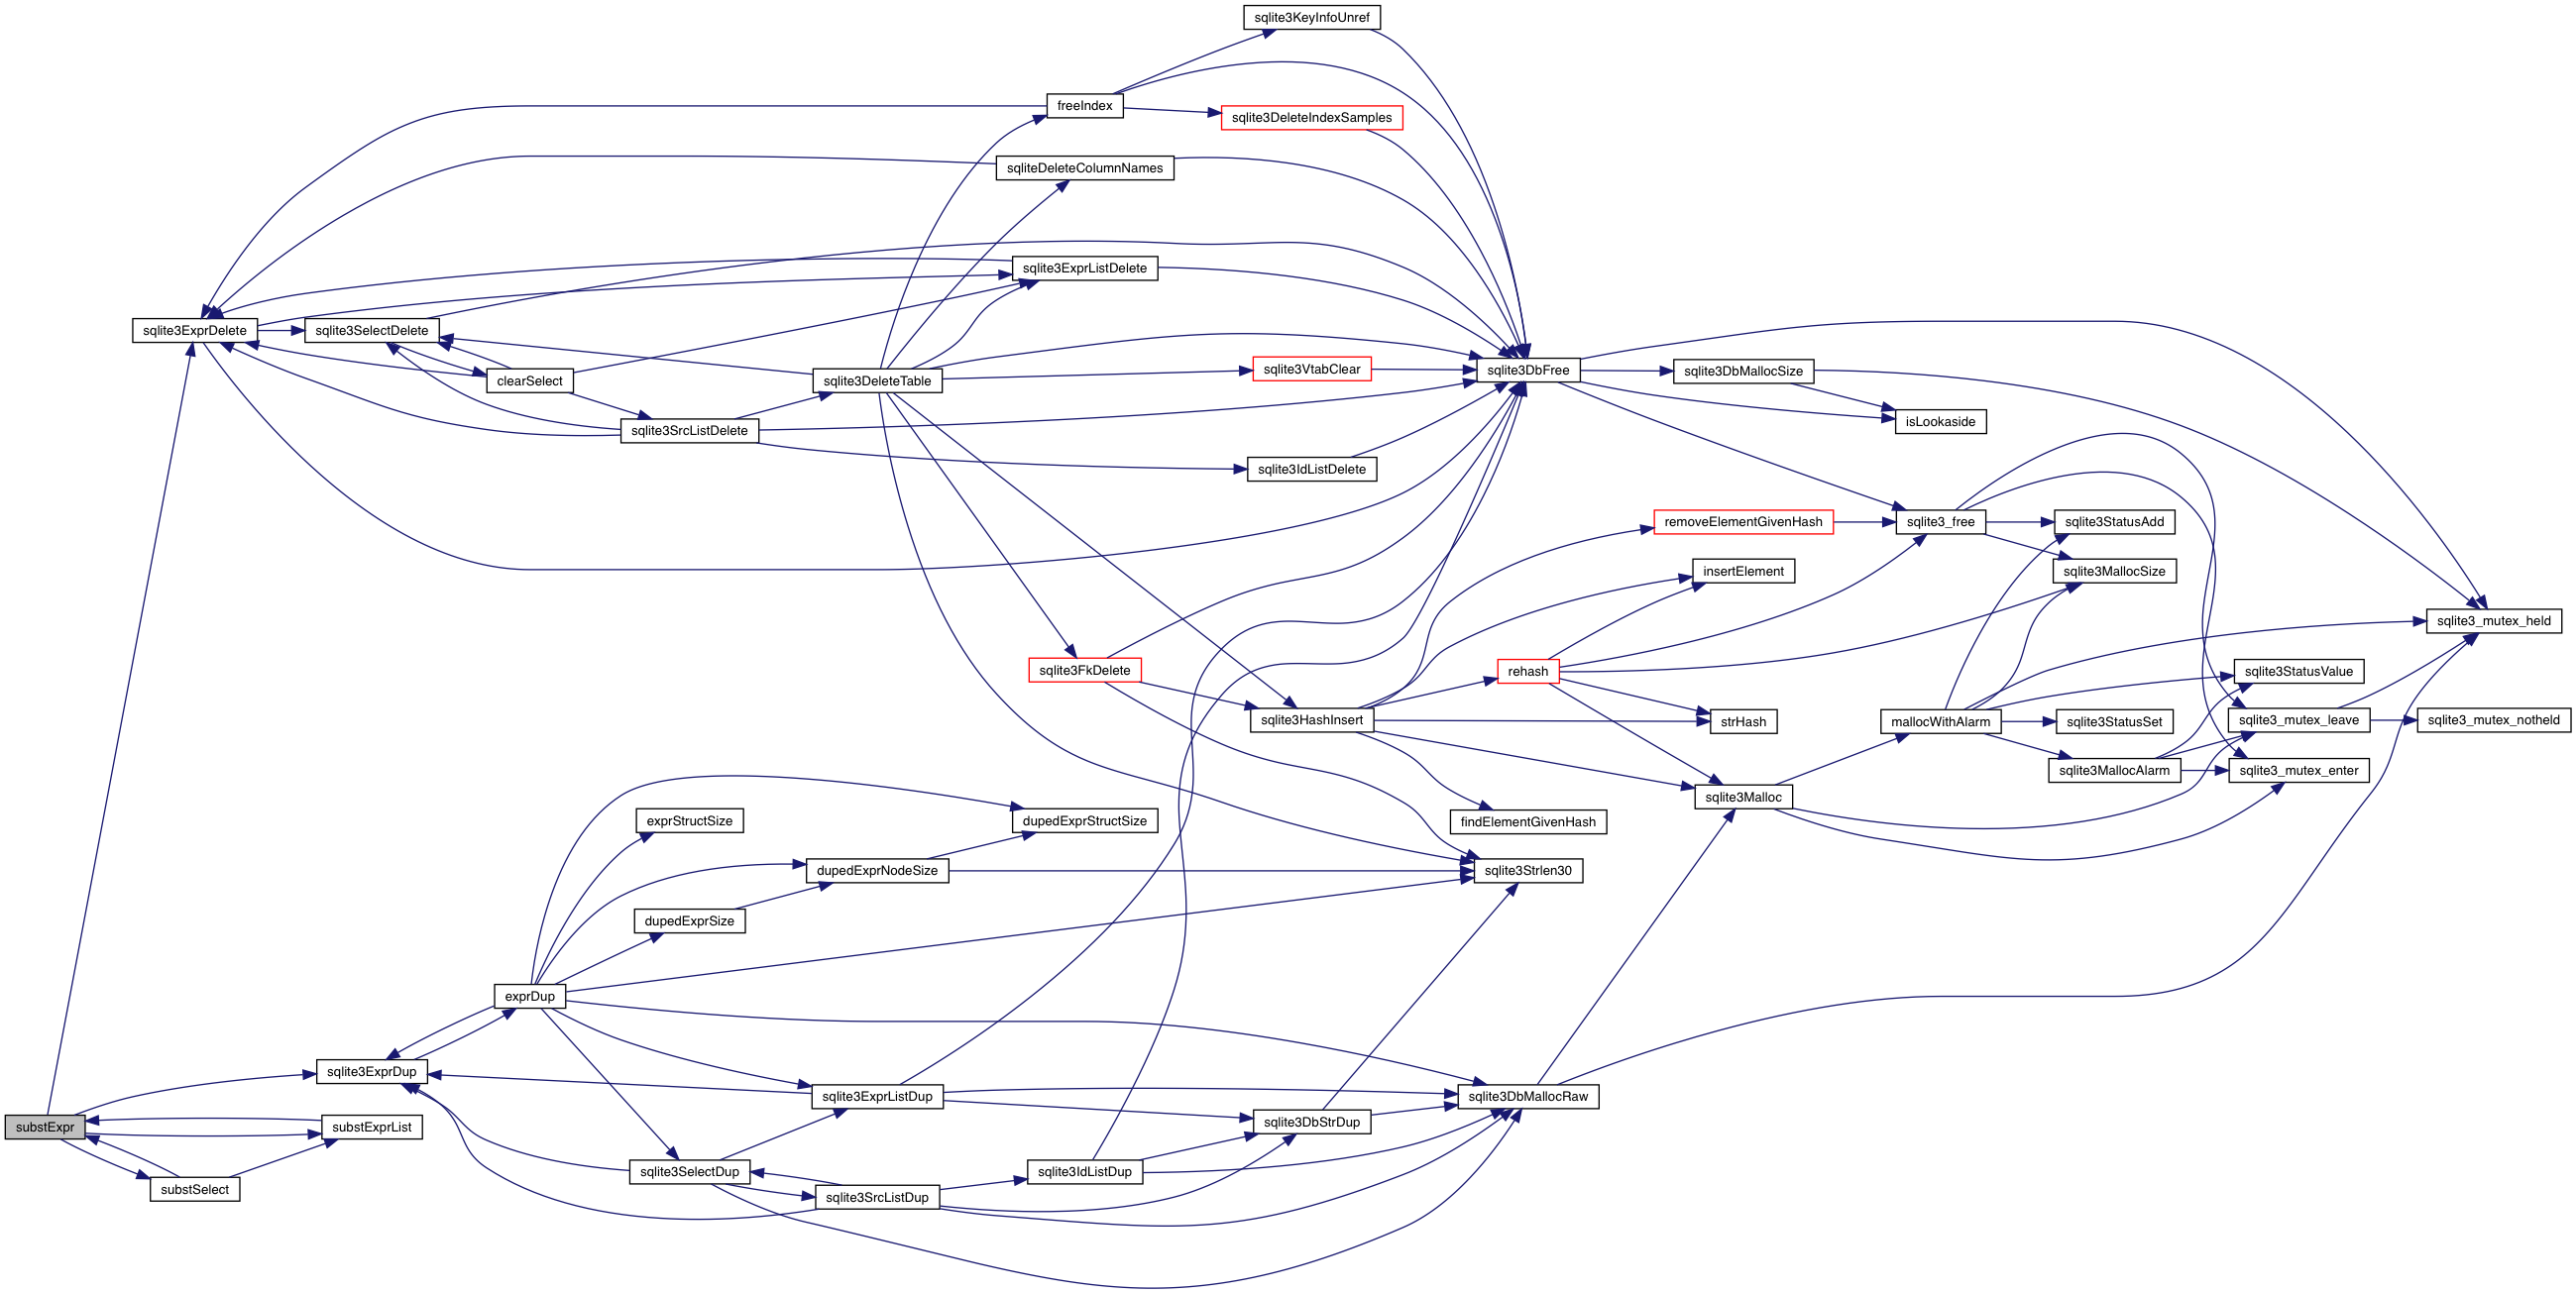 sqlite3KeyInfoUnref
freeIndex
sqlite3DeleteIndexSamples
sqliteDeleteColumnNames
sqlite3ExprListDelete
sqlite3ExprDelete
sqlite3SelectDelete
clearSelect
sqlite3DeleteTable
sqlite3VtabClear
sqlite3DbFree
sqlite3DbMallocSize
isLookaside
sqlite3SrcListDelete
sqlite3IdListDelete
removeElementGivenHash
sqlite3_free
sqlite3StatusAdd
insertElement
sqlite3MallocSize
sqlite3_mutex_held
sqlite3FkDelete
rehash
sqlite3StatusValue
sqlite3HashInsert
strHash
mallocWithAlarm
sqlite3StatusSet
sqlite3_mutex_leave
sqlite3_mutex_notheld
sqlite3MallocAlarm
sqlite3_mutex_enter
sqlite3Malloc
exprStructSize
dupedExprStructSize
findElementGivenHash
dupedExprNodeSize
sqlite3Strlen30
dupedExprSize
exprDup
sqlite3ExprDup
sqlite3ExprListDup
sqlite3DbMallocRaw
substExpr
substExprList
sqlite3DbStrDup
sqlite3SelectDup
sqlite3IdListDup
substSelect
sqlite3SrcListDup